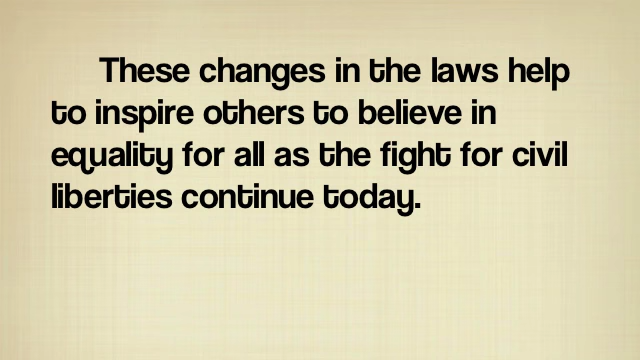 These changes in the laws help
to inspire others to believe in
equality for all as the fight for civil
liberties continue today.